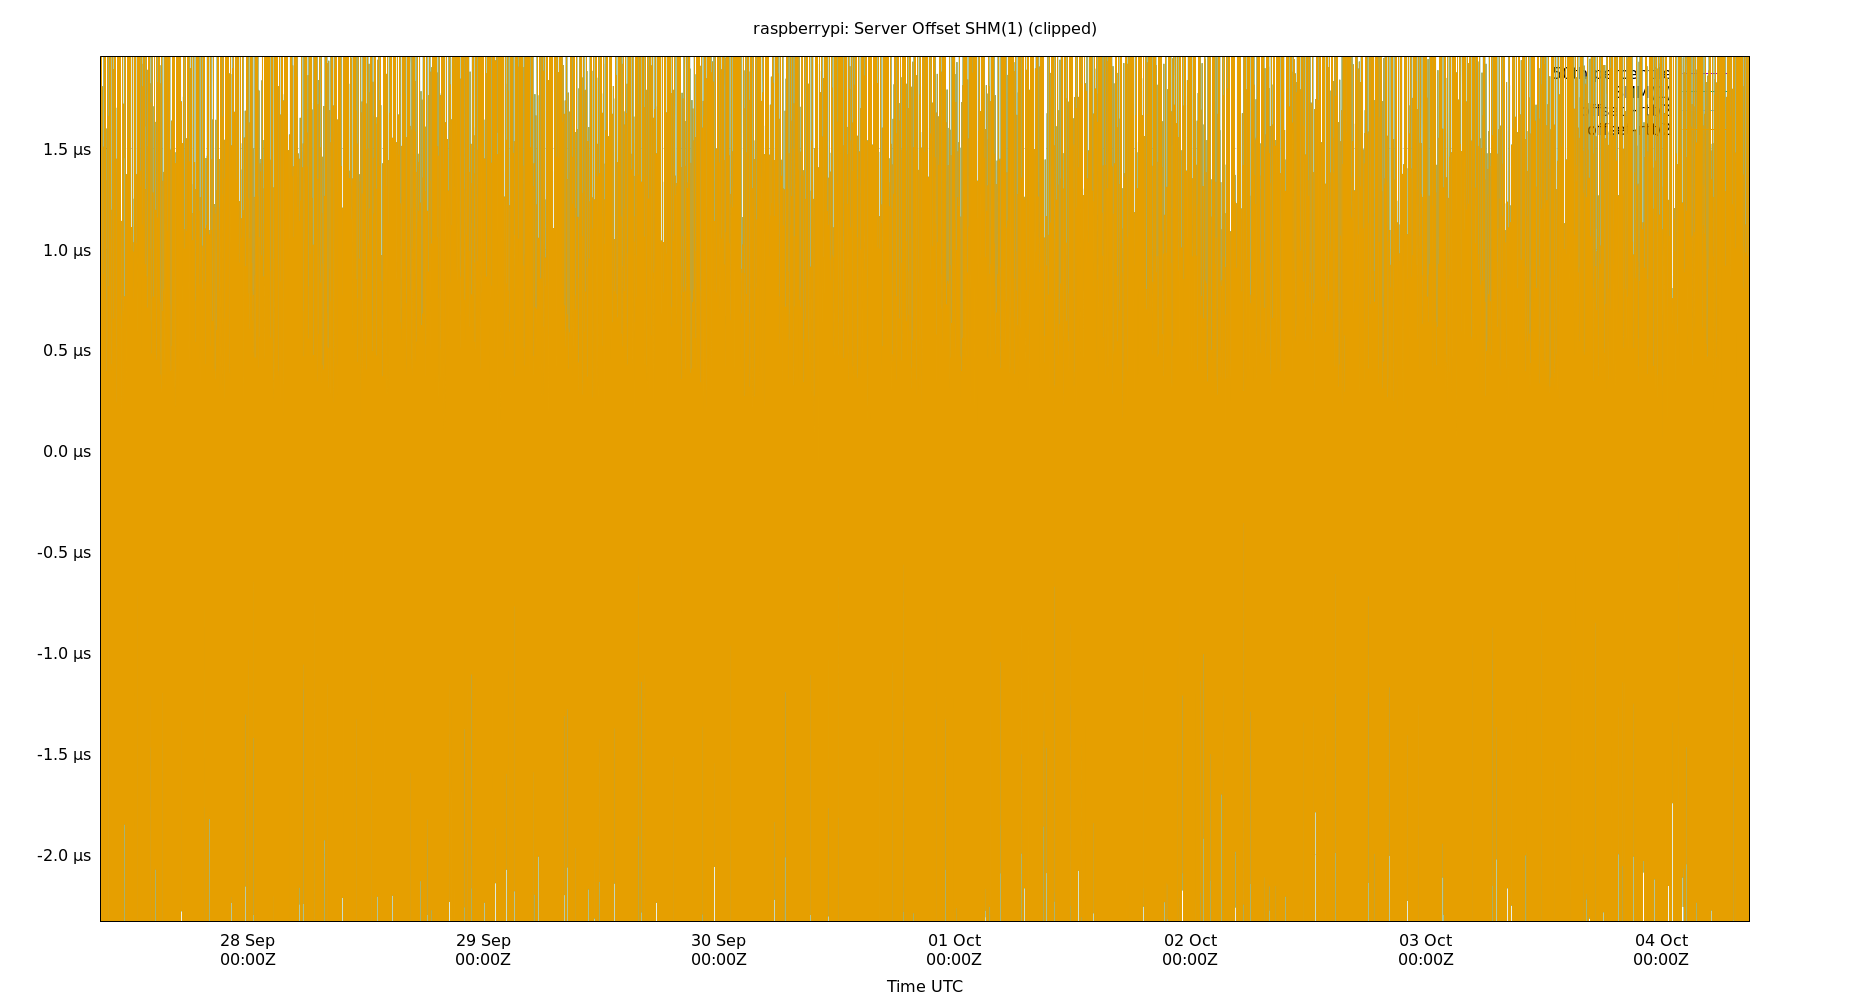 raspberrypi: Server Offset SHM(1) (clipped)
1.5 µs
1.0 µs
0.5 µs
0.0 µs
-0.5 µs
-1.0 µs
-1.5 µs
-2.0 µs
28 Sep 29 Sep 30 Sep 01 Oct 02 Oct 03 Oct 04 Oct
00:00Z 00:00Z 00:00Z 00:00Z 00:00Z 00:00Z 00:00Z
Time UTC